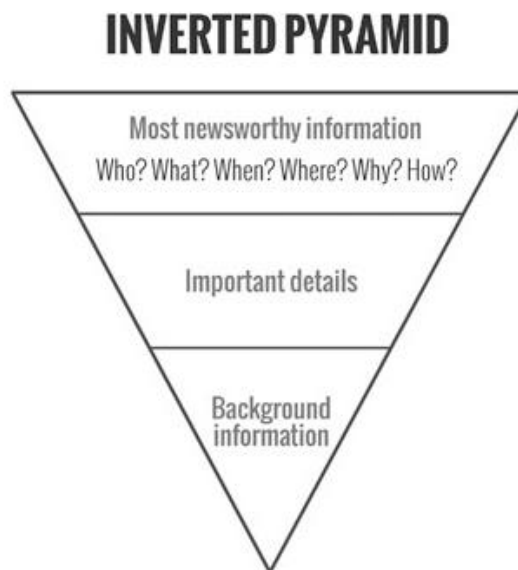 INVERTED PYRAMID
Most newsworthy information
Who? What? When? Where? Why? How?
Important details
Background
information